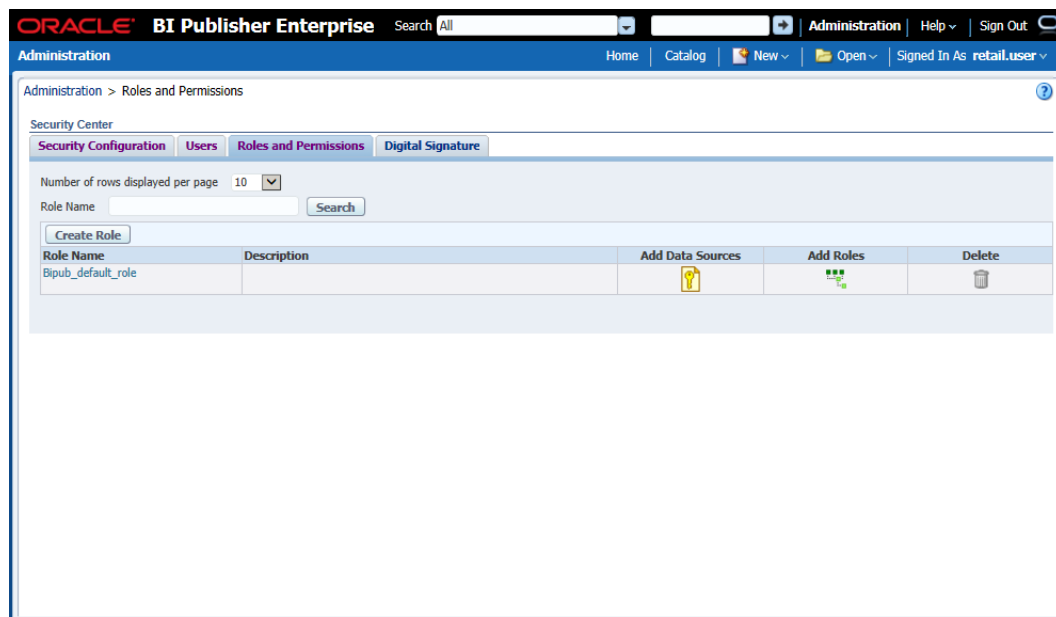 ORACLE BI Publisher Enterprise Search All Administration Help Sign Out
Administration Home Catalog New Open Signed In As retail.user
Administration > Roles and Permissions
Security Center
Security Configuration Users Roles and Permissions Digital Signature
Number of rows displayed per page 10
Role Name Search
Create Role
Role Name Description Add Data Sources Add Roles Delete
Bipub_default_role